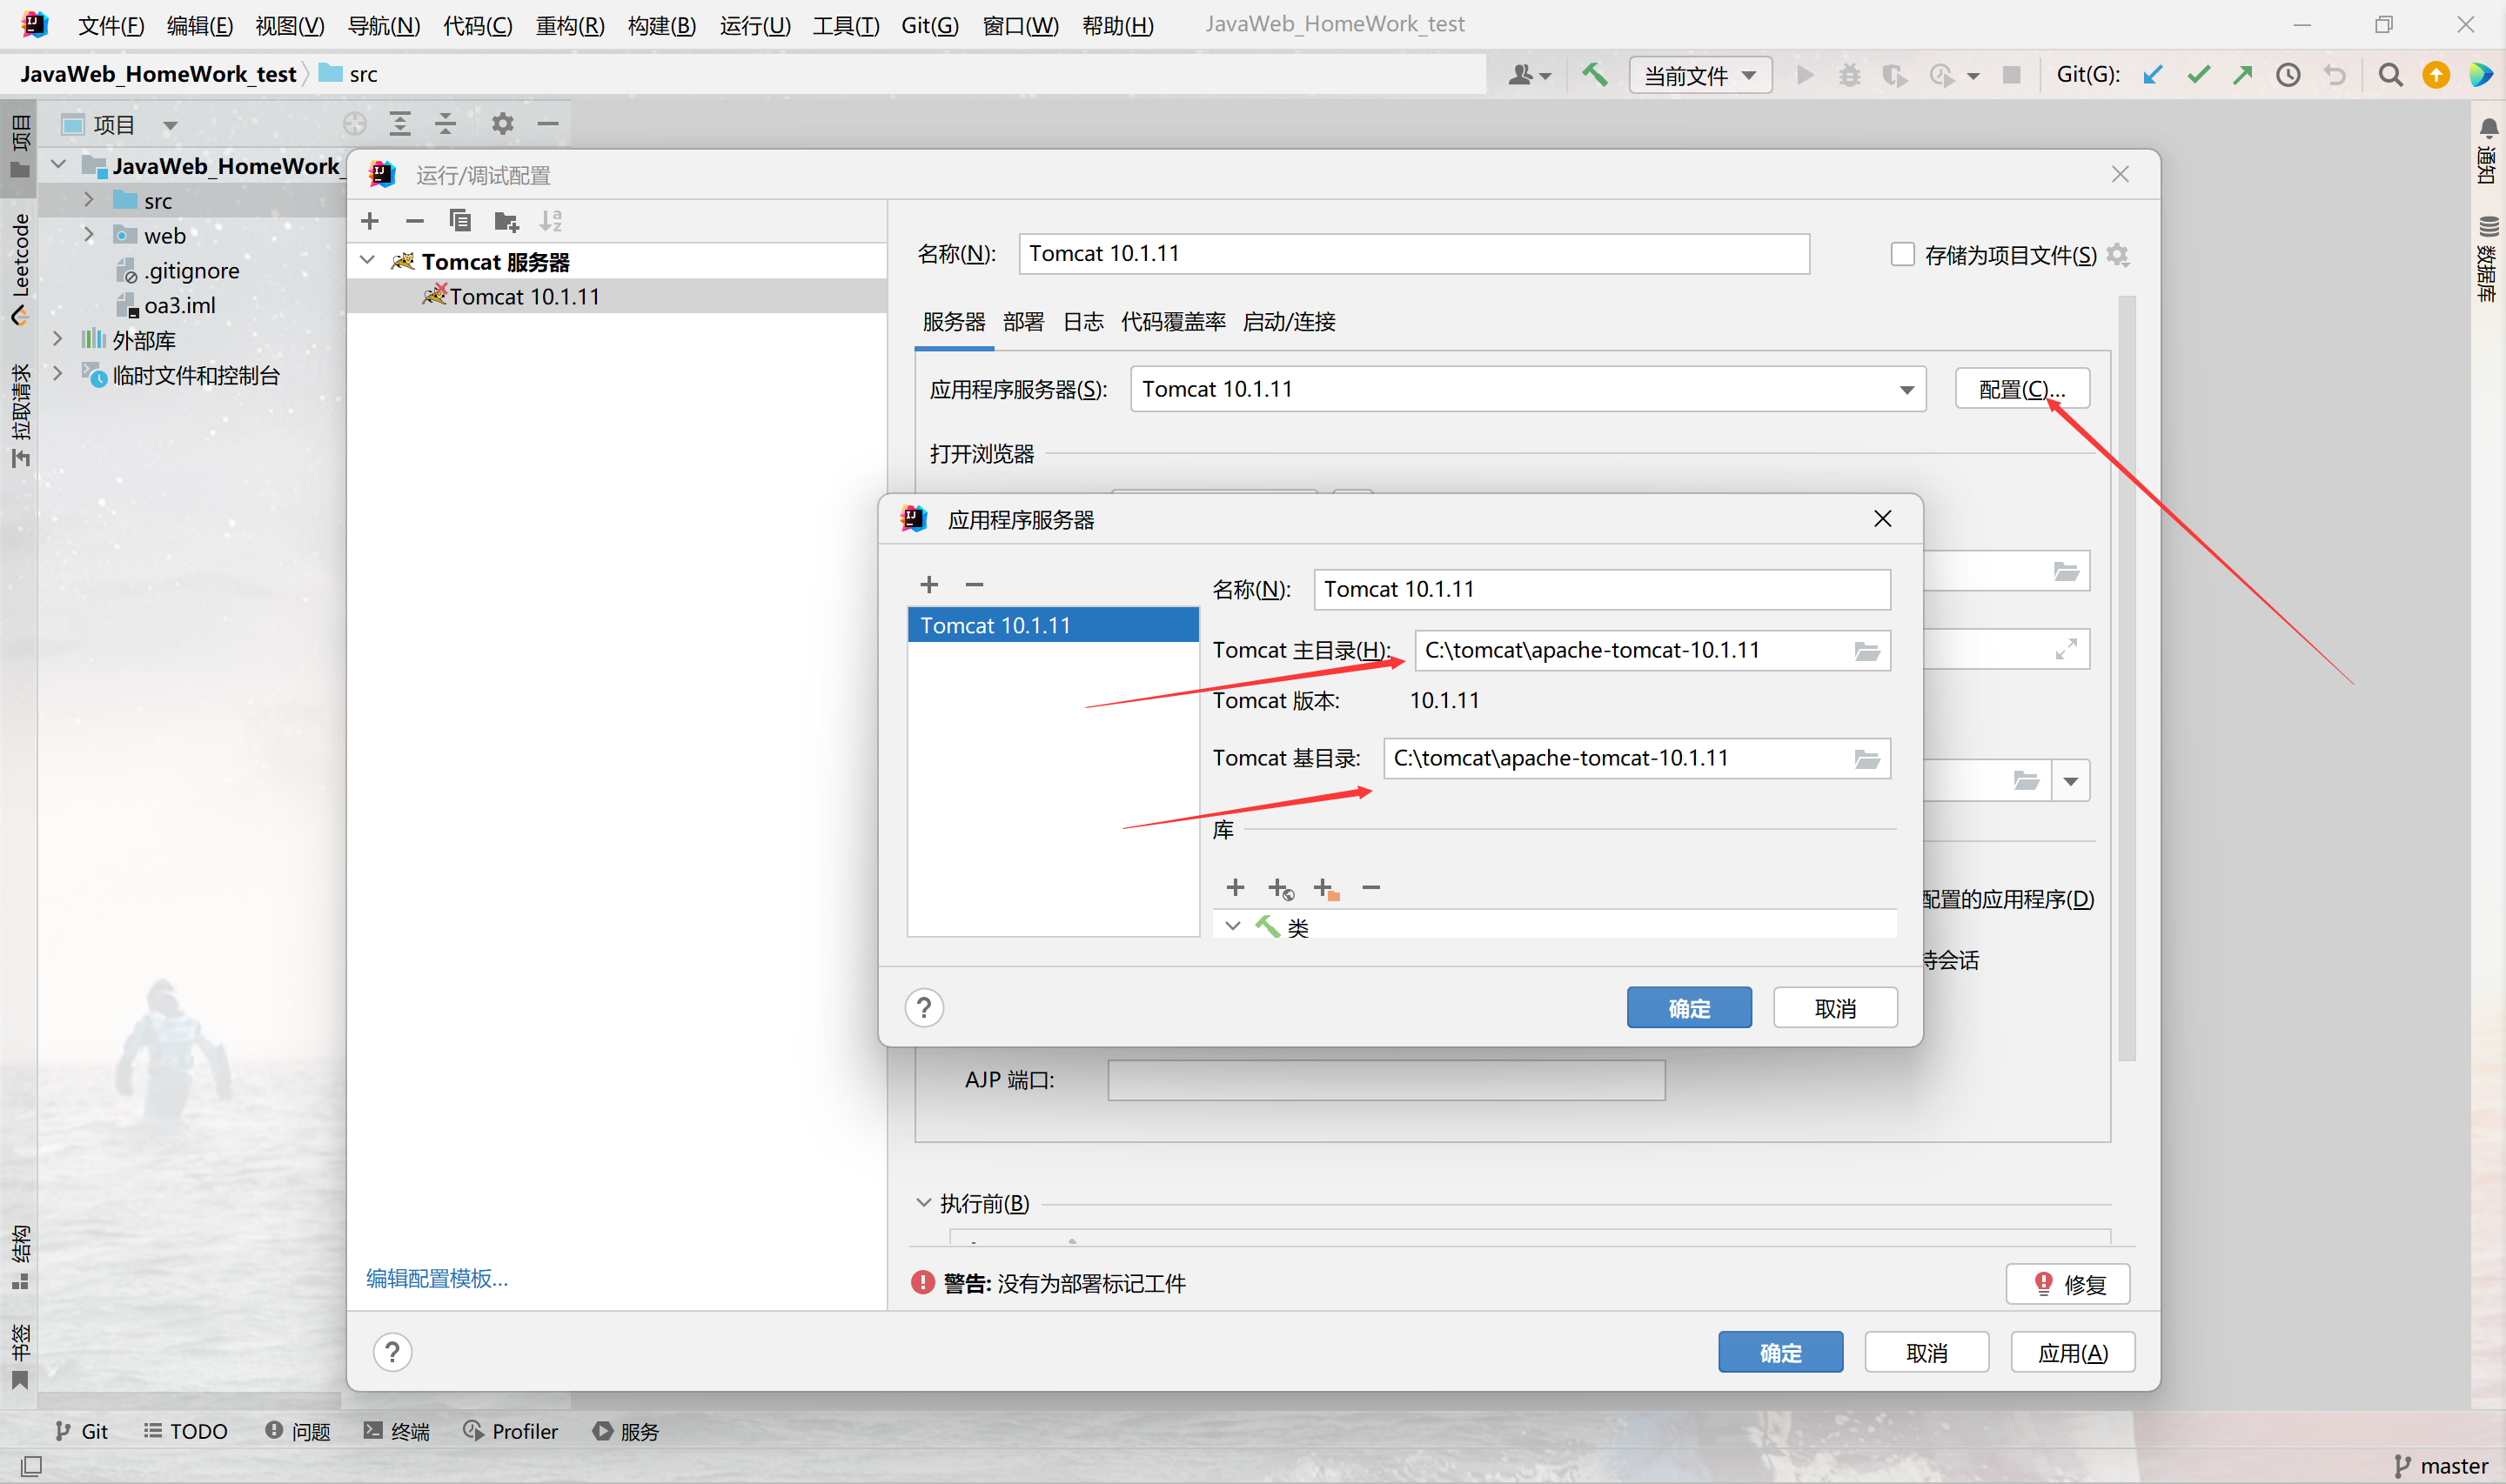 文件(F) 编辑(E) 视图(V) 导航(N) 代码(C) 重构(R) 构建(B) 运行(U) 工具(T) Git(G) 窗口(W) 帮助(H) JavaWeb_HomeWork_test
JavaWeb_HomeWork_test src 当前文件 Git(G):
项目
项目
JavaWeb_HomeWork_
src
web
.gitignore
oa3.iml
外部库
临时文件和控制台
Leetcode
拉取请求
结构
书签
通知
数据库
运行/调试配置
Tomcat 服务器
Tomcat 10.1.11
编辑配置模板...
名称(N): Tomcat 10.1.11 存储为项目文件(S)
服务器 部署 日志 代码覆盖率 启动/连接
应用程序服务器(S): Tomcat 10.1.11 配置(C)...
打开浏览器
应用程序服务器
Tomcat 10.1.11
名称(N): Tomcat 10.1.11
Tomcat 主目录(H): C:\tomcat\apache-tomcat-10.1.11
Tomcat 版本: 10.1.11
Tomcat 基目录: C:\tomcat\apache-tomcat-10.1.11
库
类
? 确定 取消
配置的应用程序(D)
持会话
AJP 端口:
执行前(B)
警告: 没有为部署标记工件 修复
? 确定 取消 应用(A)
Git TODO 问题 终端 Profiler 服务
master